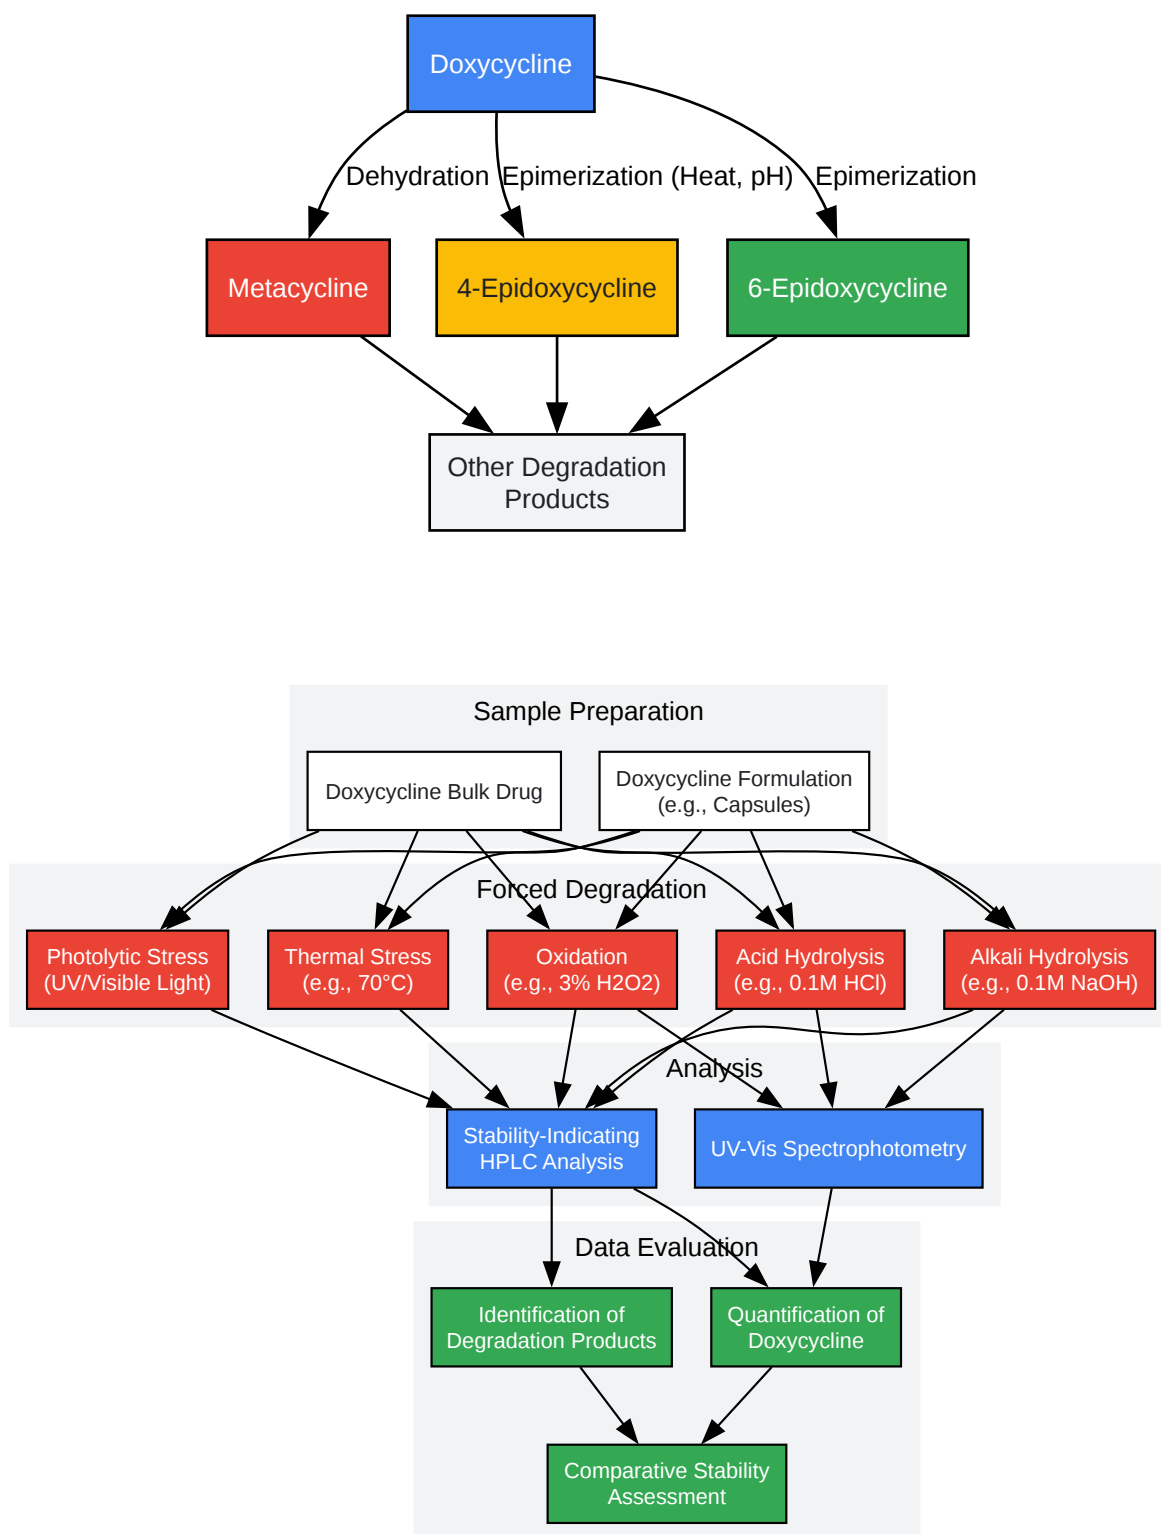 Doxycycline
Dehydration
Epimerization (Heat, pH)
Epimerization
Metacycline
4-Epidoxycycline
6-Epidoxycycline
Other Degradation
Products
Sample Preparation
Doxycycline Bulk Drug
Doxycycline Formulation
(e.g., Capsules)
Forced Degradation
Photolytic Stress
(UV/Visible Light)
Thermal Stress
(e.g., 70°C)
Oxidation
(e.g., 3% H2O2)
Acid Hydrolysis
(e.g., 0.1M HCl)
Alkali Hydrolysis
(e.g., 0.1M NaOH)
Analysis
Stability-Indicating
HPLC Analysis
UV-Vis Spectrophotometry
Data Evaluation
Identification of
Degradation Products
Quantification of
Doxycycline
Comparative Stability
Assessment